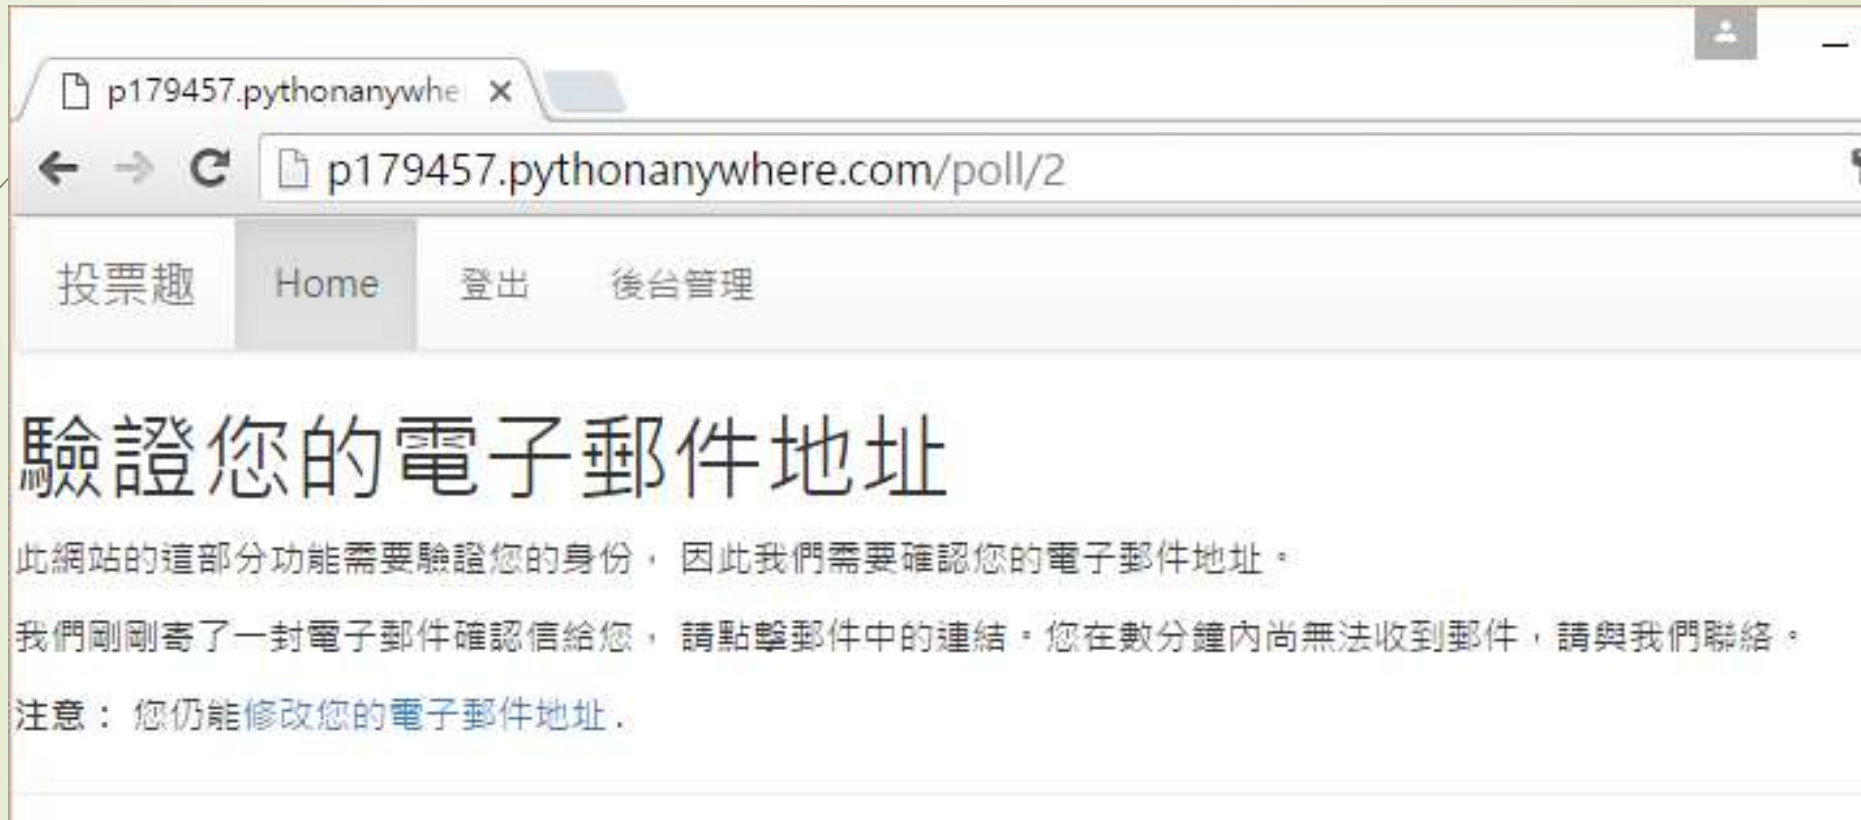 p179457.pythonanywhe
p179457.pythonanywhere.com/poll/2
投票趣 Home 登出 後台管理
驗證您的電子郵件地址
此網站的這部分功能需要驗證您的身份， 因此我們需要確認您的電子郵件地址。
我們剛剛寄了一封電子郵件確認信給您， 請點擊郵件中的連結。您在數分鐘內尚無法收到郵件，請與我們聯絡。
注意： 您仍能修改您的電子郵件地址.